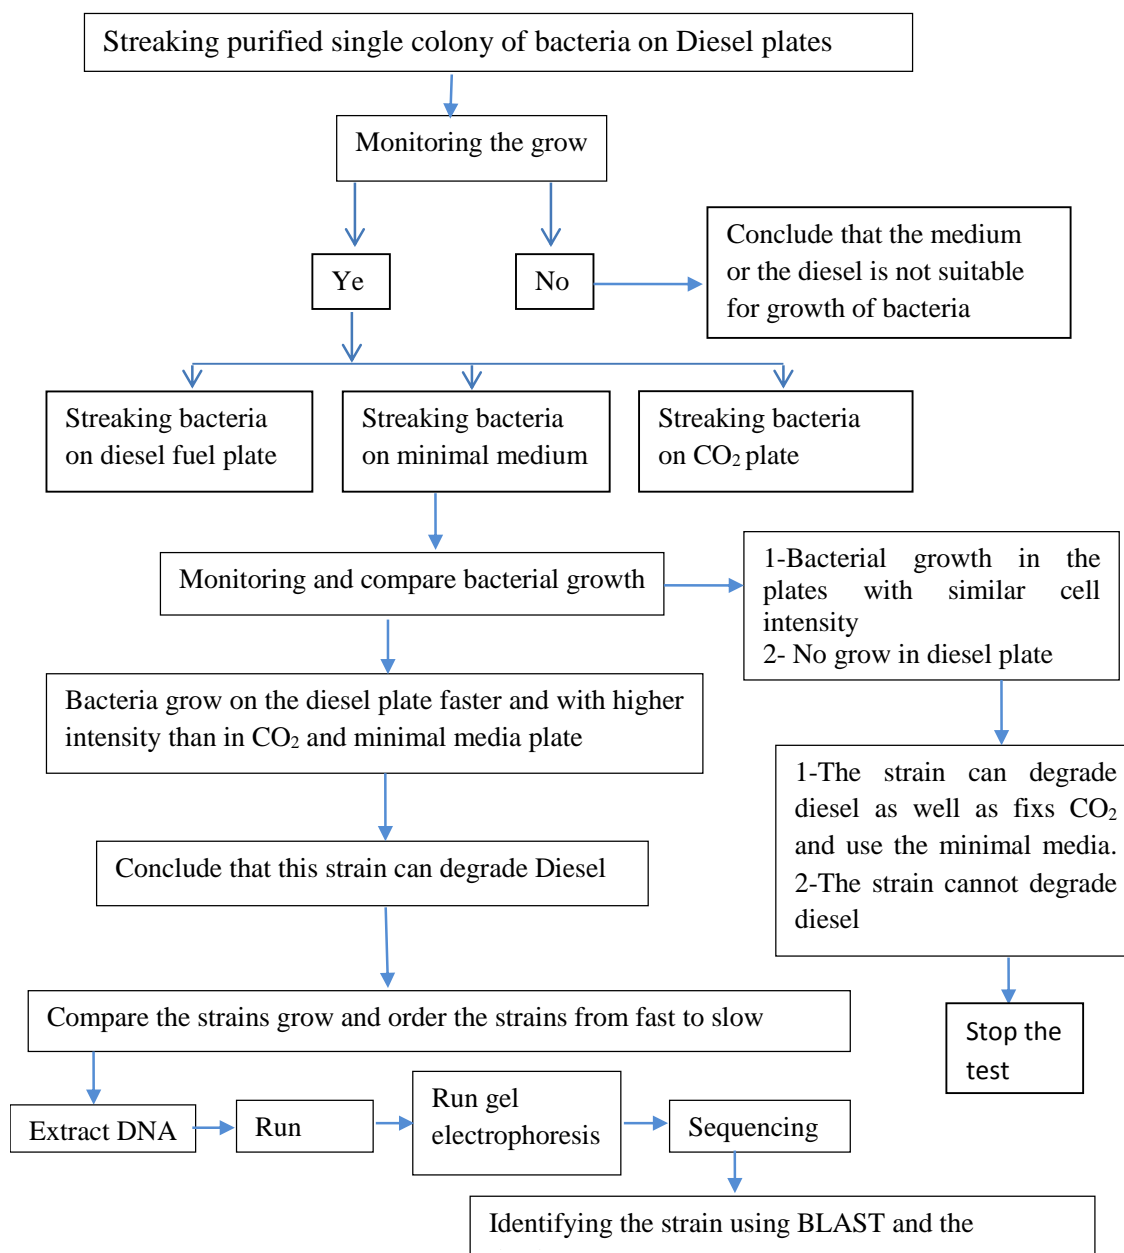 Streaking purified single colony of bacteria on Diesel plates
Monitoring the grow
Ye
No
Conclude that the medium
or the diesel is not suitable
for growth of bacteria
Streaking bacteria
on diesel fuel plate
Streaking bacteria
on minimal medium
Streaking bacteria
on CO₂ plate
Monitoring and compare bacterial growth
1-Bacterial growth in the
plates with similar cell
intensity
2- No grow in diesel plate
Bacteria grow on the diesel plate faster and with higher
intensity than in CO₂ and minimal media plate
1-The strain can degrade
diesel as well as fixs CO₂
and use the minimal media.
2-The strain cannot degrade
diesel
Conclude that this strain can degrade Diesel
Compare the strains grow and order the strains from fast to slow
Stop the
test
Extract DNA
Run
Run gel
electrophoresis
Sequencing
Identifying the strain using BLAST and the